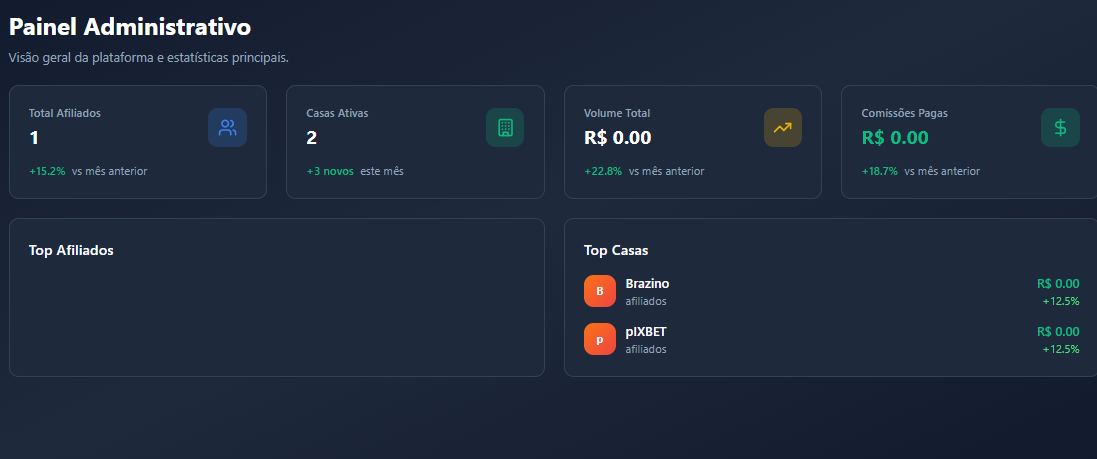 Painel Administrativo
Visão geral da plataforma e estatísticas principais.
Total Afiliados
1
+15.2% vs mês anterior
Casas Ativas
2
+3 novos este mês
Volume Total
R$ 0.00
+22.8% vs mês anterior
Comissões Pagas
R$ 0.00
+18.7% vs mês anterior
Top Afiliados
Top Casas
B
Brazino
R$ 0.00
afiliados
+12.5%
p
pIXBET
R$ 0.00
afiliados
+12.5%